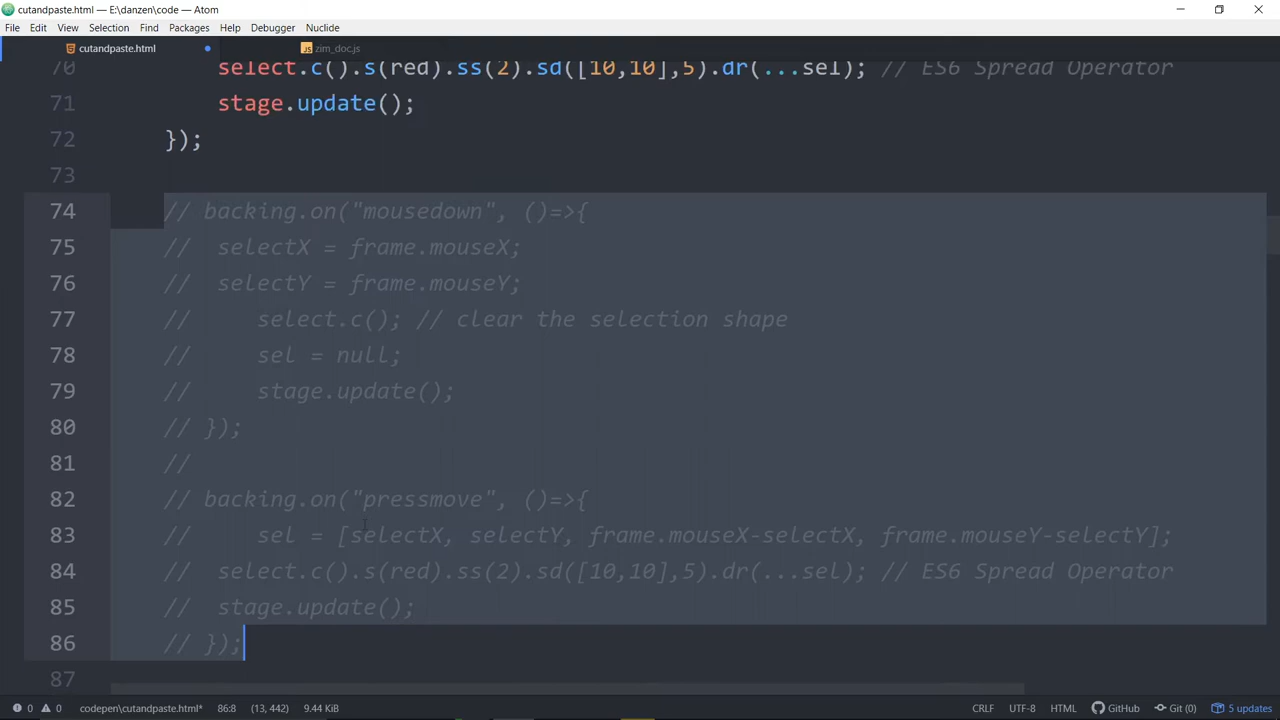 cutandpaste.html — E:\danzen\code — Atom
File Edit View Selection Find Packages Help Debugger Nuclide
cutandpaste.html
JS zim_doc.js
70 select.c().s(red).ss(2).sd([10,10],5).dr(...sel); // ES6 Spread Operator
71 stage.update();
72 });
73
74 // backing.on("mousedown", ()=>{
75 // selectX = frame.mouseX;
76 // selectY = frame.mouseY;
77 // select.c(); // clear the selection shape
78 // sel = null;
79 // stage.update();
80 // });
81 //
82 // backing.on("pressmove", ()=>{
83 // sel = [selectX, selectY, frame.mouseX-selectX, frame.mouseY-selectY];
84 // select.c().s(red).ss(2).sd([10,10],5).dr(...sel); // ES6 Spread Operator
85 // stage.update();
86 // });
87
0 0 codepen\cutandpaste.html* 86:8 (13, 442) 9.44 KiB CRLF UTF-8 HTML GitHub Git (0) 5 updates